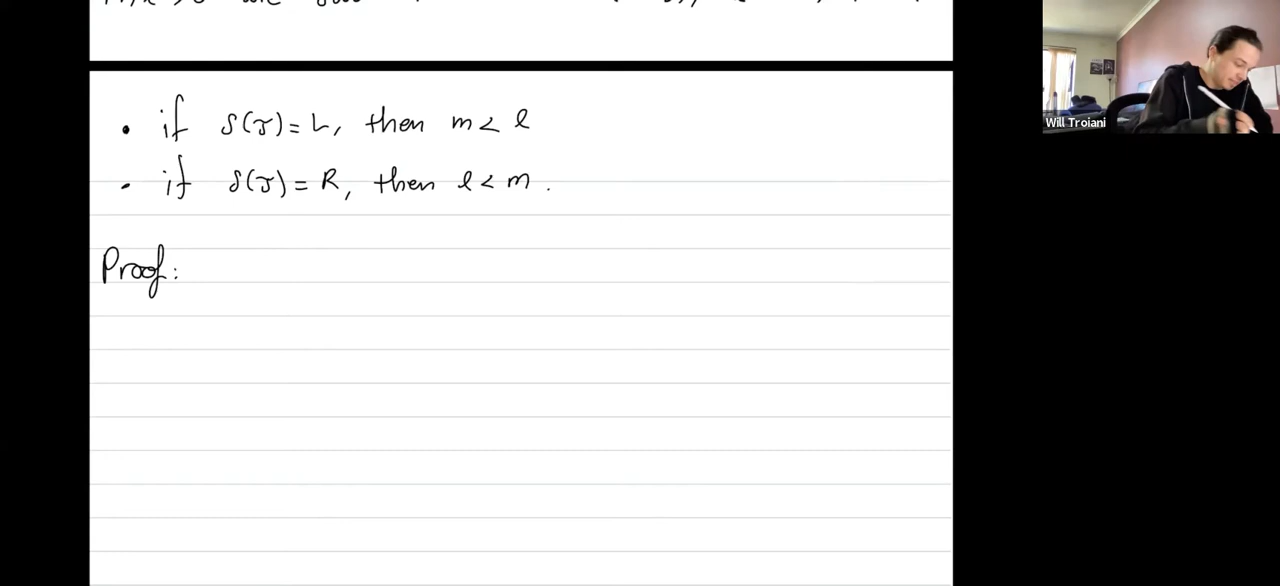 • if S(τ) = L, then m < l
• if S(τ) = R, then l < m.
Proof:
Will Troiani